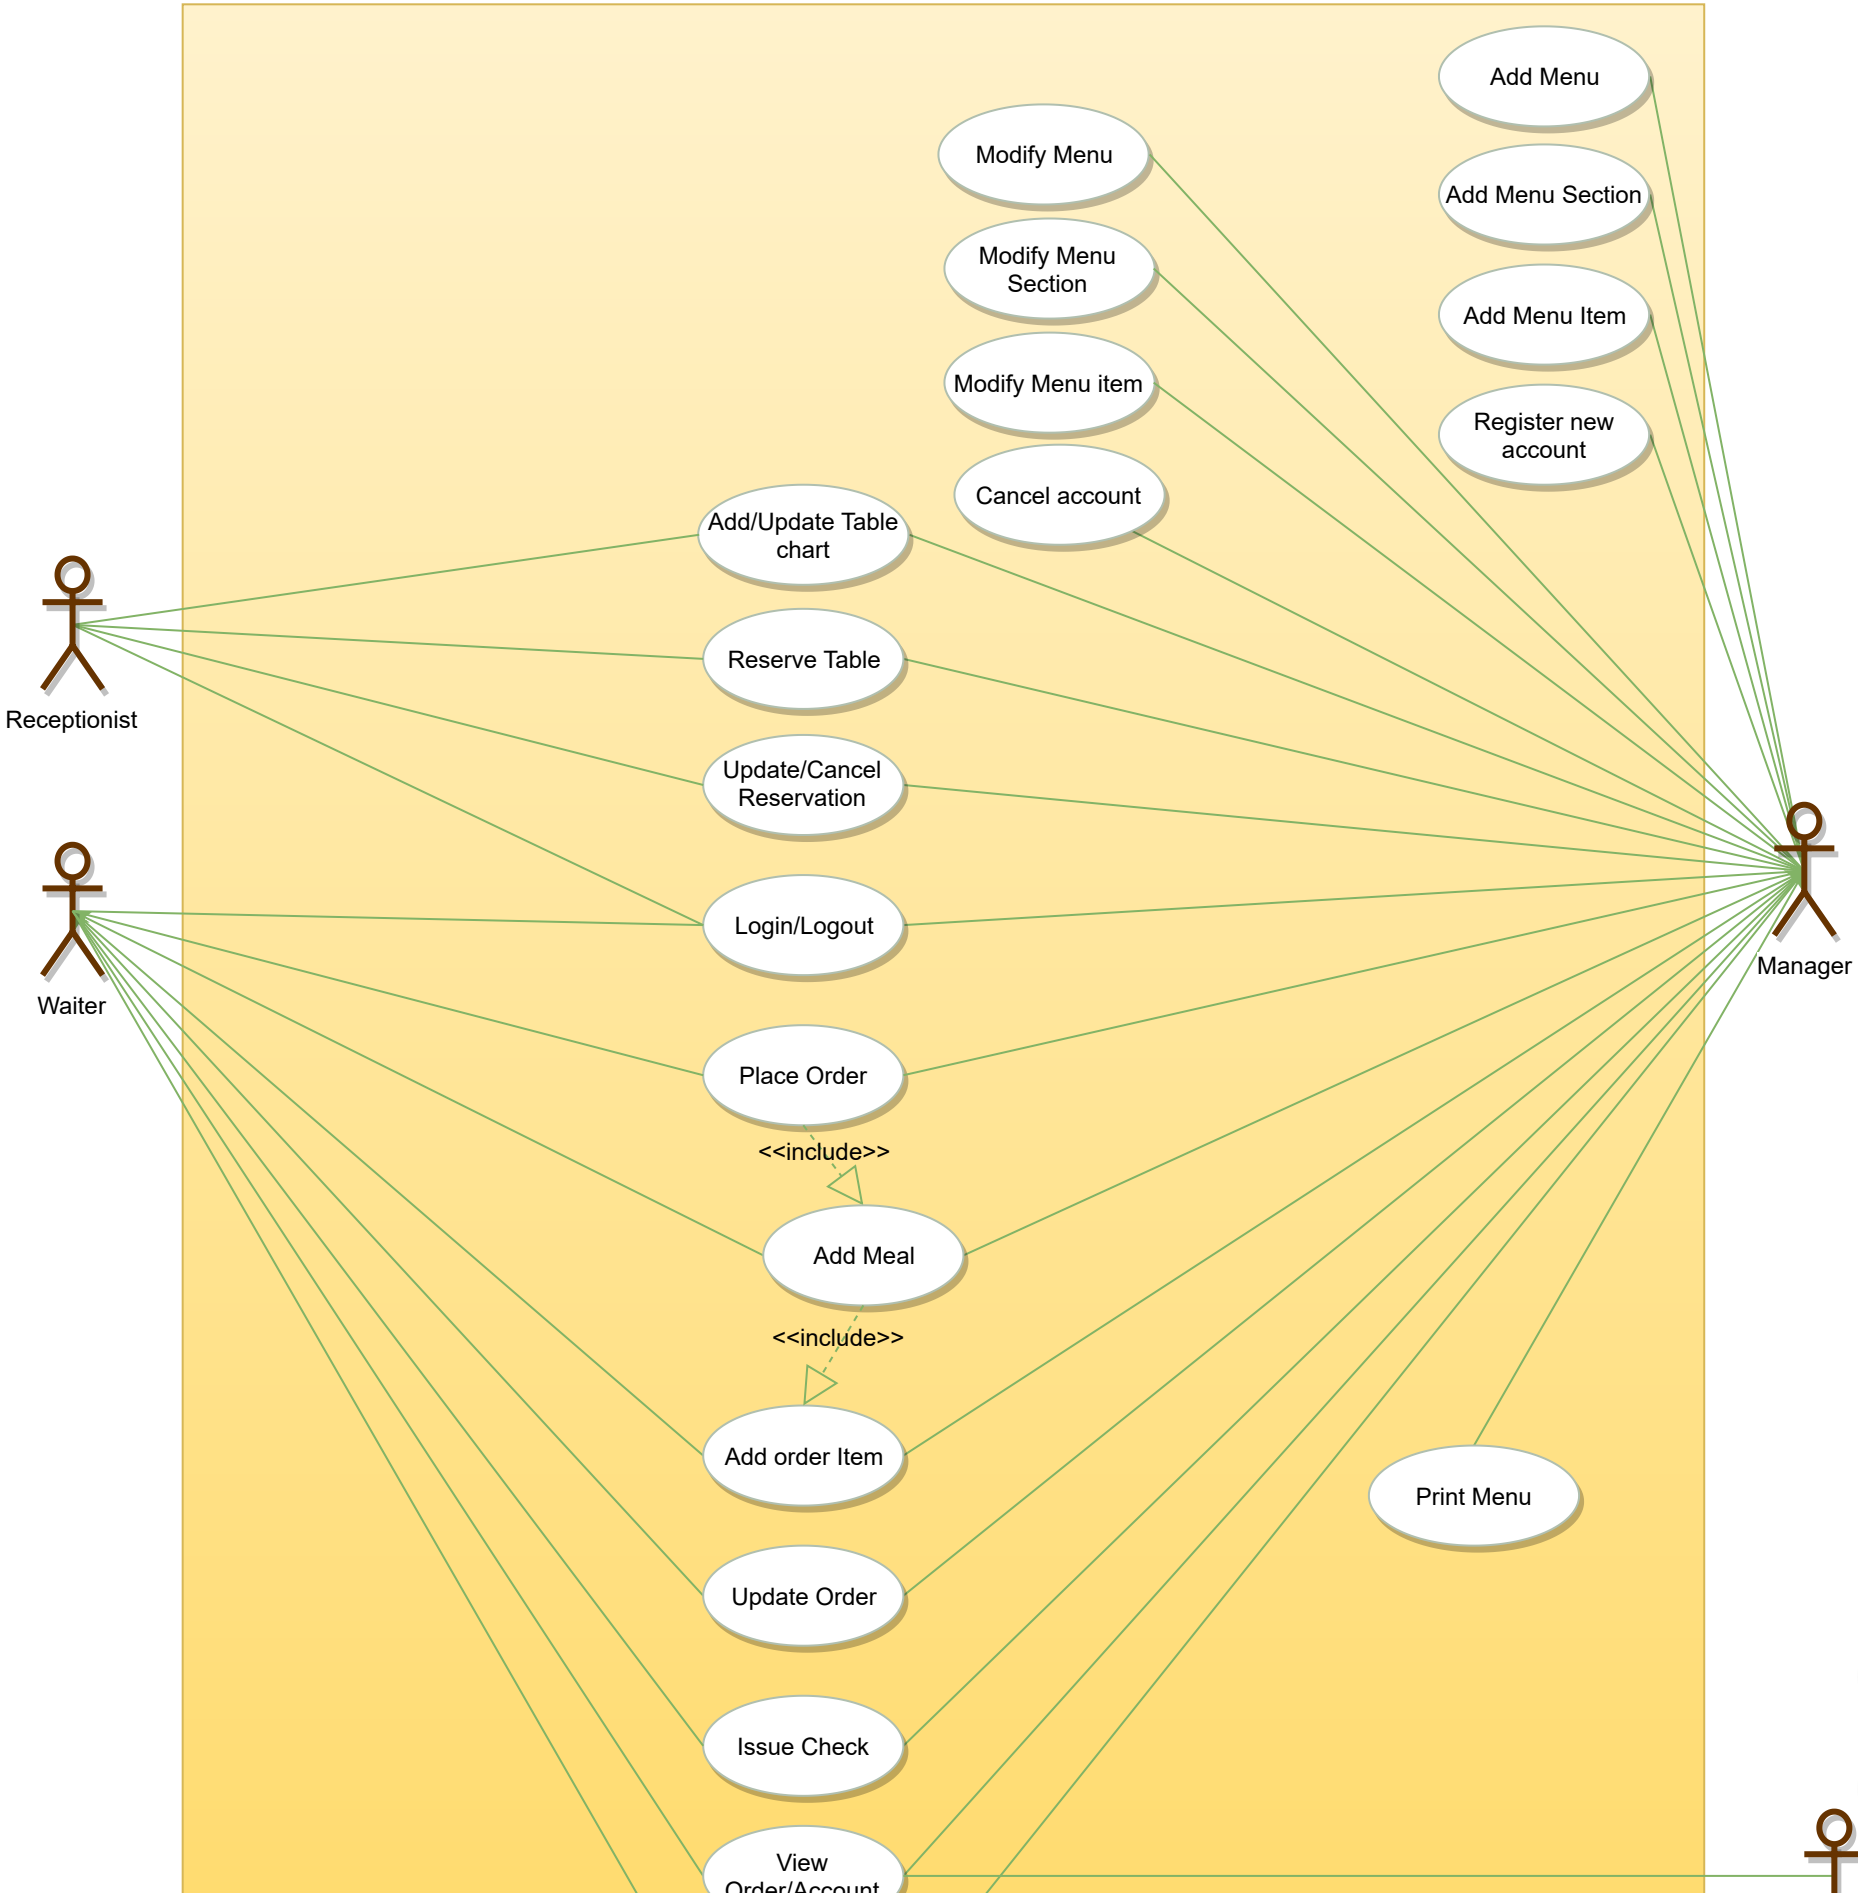 Add Menu
Modify Menu
Add Menu Section
Modify Menu
Section
Add Menu Item
Modify Menu item
Register new
account
Cancel account
Add/Update Table
chart
Reserve Table
Receptionist
Update/Cancel
Reservation
Login/Logout
Manager
Waiter
Place Order
<<include>>
Add Meal
<<include>>
Add order Item
Print Menu
Update Order
Issue Check
View
Order/Account